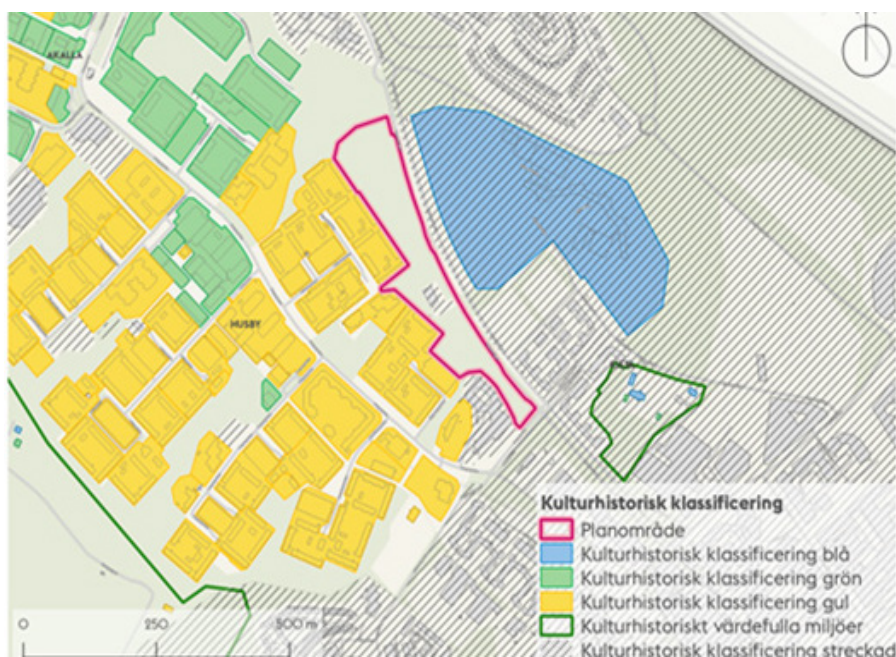 AKALLA
HUSBY
Kulturhistorisk klassificering
Planområde
Kulturhistorisk klassificering blå
Kulturhistorisk klassificering grön
Kulturhistorisk klassificering gul
Kulturhistoriskt värdefulla miljöer
Kulturhistorisk klassificering streckad
0 250 500 m